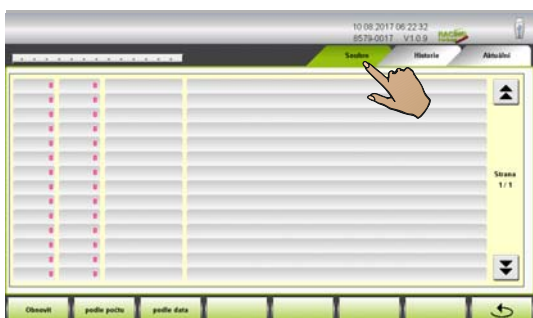 10 08 2017 06 22 32
8579-0017 V1.0.9 RACING
Souhrn Historie Aktuální
Strana
1 / 1
Obnovit podle počtu podle data